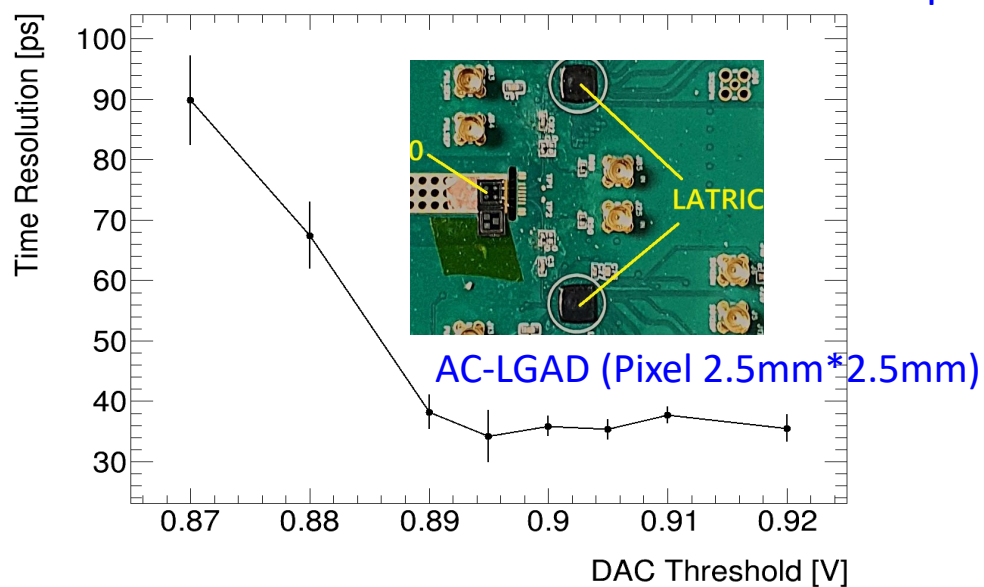 Time Resolution [ps]
100
90
80
70
60
50
40
30
0
LATRIC
AC-LGAD (Pixel 2.5mm*2.5mm)
0.87 0.88 0.89 0.9 0.91 0.92
DAC Threshold [V]